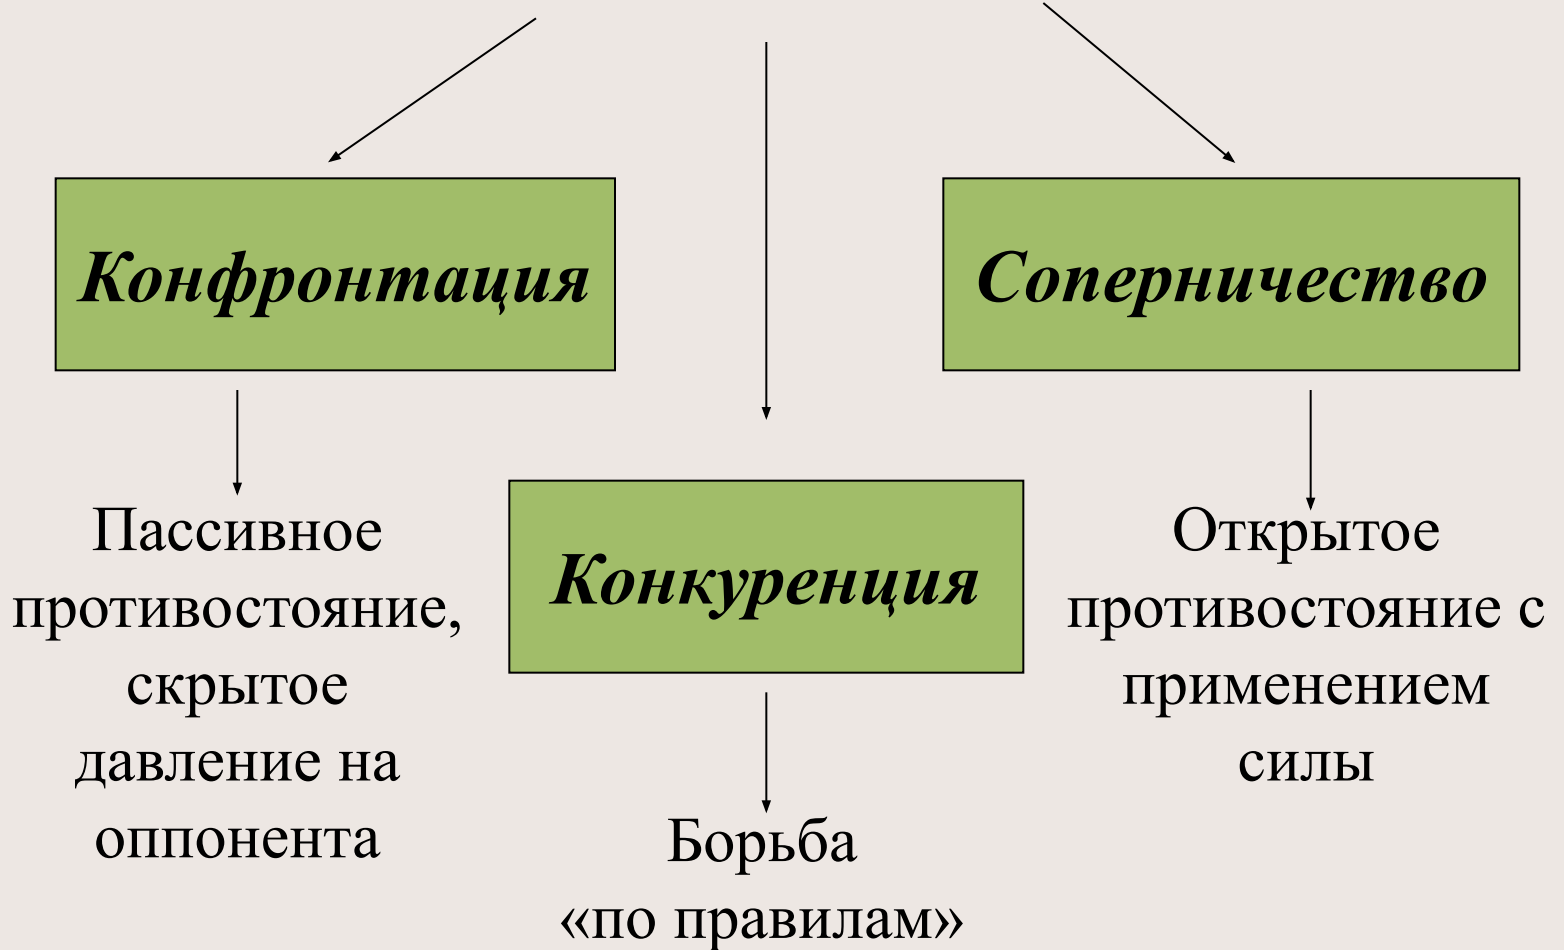 Конфронтация
Соперничество
Пассивное
противостояние,
скрытое
давление на
оппонента
Конкуренция
Борьба
«по правилам»
Открытое
противостояние с
применением
силы